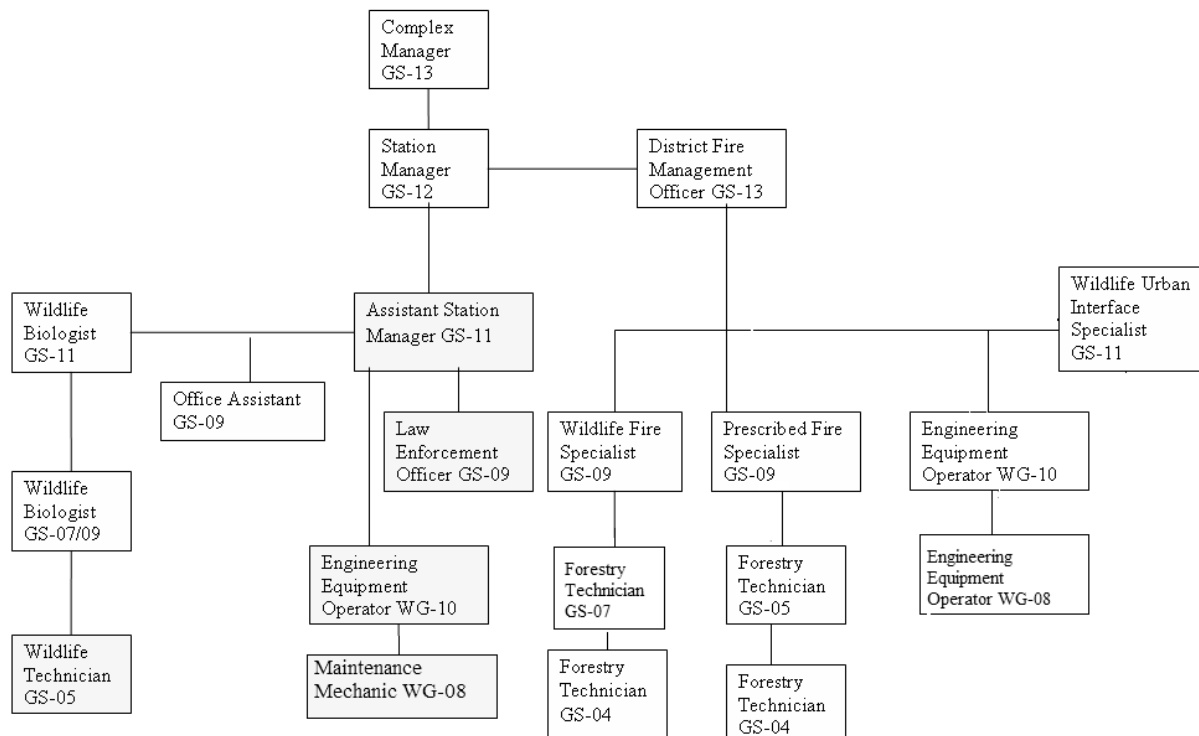 Complex
Manager
GS-13
Station
Manager
GS-12
District Fire
Management
Officer GS-13
Wildlife
Biologist
GS-11
Assistant Station
Manager GS-11
Wildlife Urban
Interface
Specialist
GS-11
Office Assistant
GS-09
Law
Enforcement
Officer GS-09
Wildlife Fire
Specialist
GS-09
Prescribed Fire
Specialist
GS-09
Engineering
Equipment
Operator WG-10
Wildlife
Biologist
GS-07/09
Engineering
Equipment
Operator WG-10
Forestry
Technician
GS-07
Forestry
Technician
GS-05
Engineering
Equipment
Operator WG-08
Wildlife
Technician
GS-05
Maintenance
Mechanic WG-08
Forestry
Technician
GS-04
Forestry
Technician
GS-04